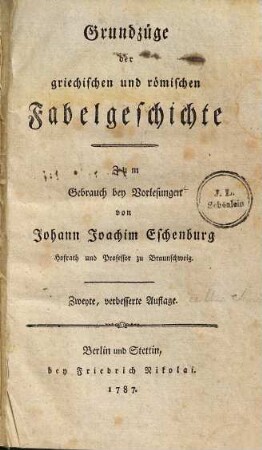 Grundzüge
der
griechischen und römischen
Fabelgeschichte
Zum
Gebrauch bey Vorlesungen
von
Johann Joachim Eschenburg
Hofrath und Professor zu Braunschweig.
J. L.
Schönlein
Zweyte, verbesserte Auflage.
Berlin und Stettin,
bey Friedrich Nikolai.
1787.